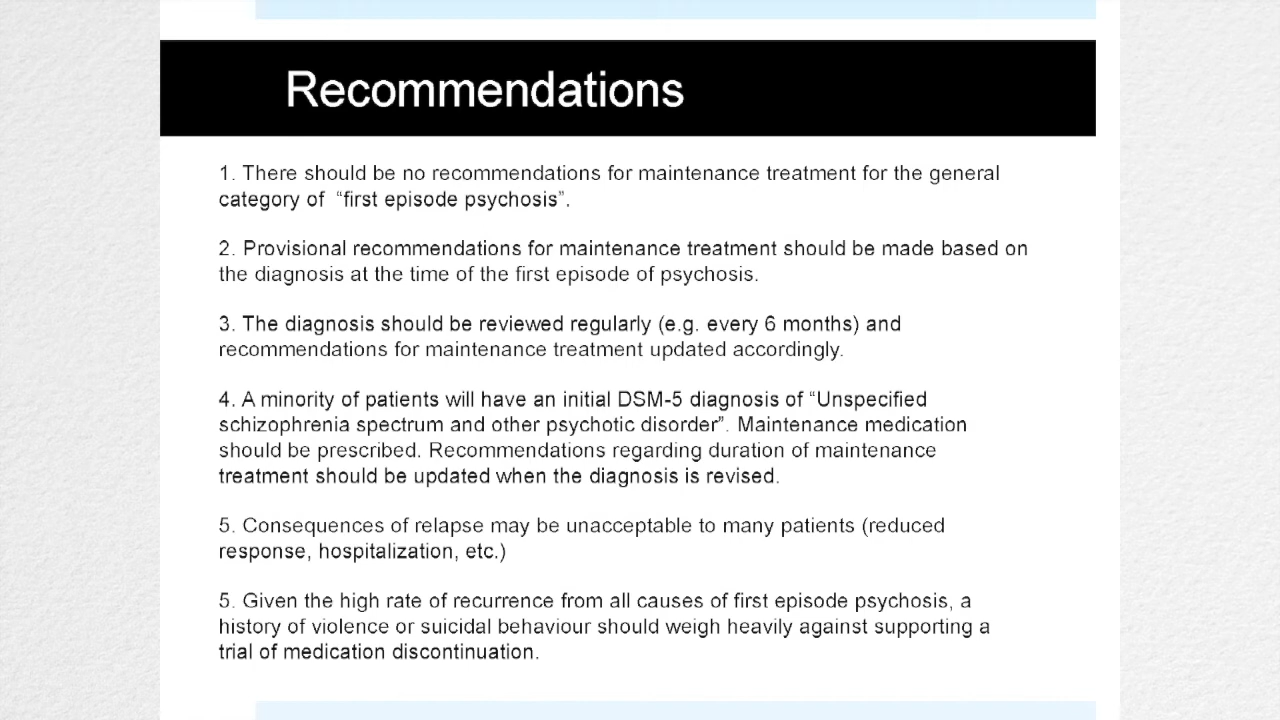 Recommendations
1. There should be no recommendations for maintenance treatment for the general
category of “first episode psychosis”.
2. Provisional recommendations for maintenance treatment should be made based on
the diagnosis at the time of the first episode of psychosis.
3. The diagnosis should be reviewed regularly (e.g. every 6 months) and
recommendations for maintenance treatment updated accordingly.
4. A minority of patients will have an initial DSM-5 diagnosis of “Unspecified
schizophrenia spectrum and other psychotic disorder”. Maintenance medication
should be prescribed. Recommendations regarding duration of maintenance
treatment should be updated when the diagnosis is revised.
5. Consequences of relapse may be unacceptable to many patients (reduced
response, hospitalization, etc.)
5. Given the high rate of recurrence from all causes of first episode psychosis, a
history of violence or suicidal behaviour should weigh heavily against supporting a
trial of medication discontinuation.